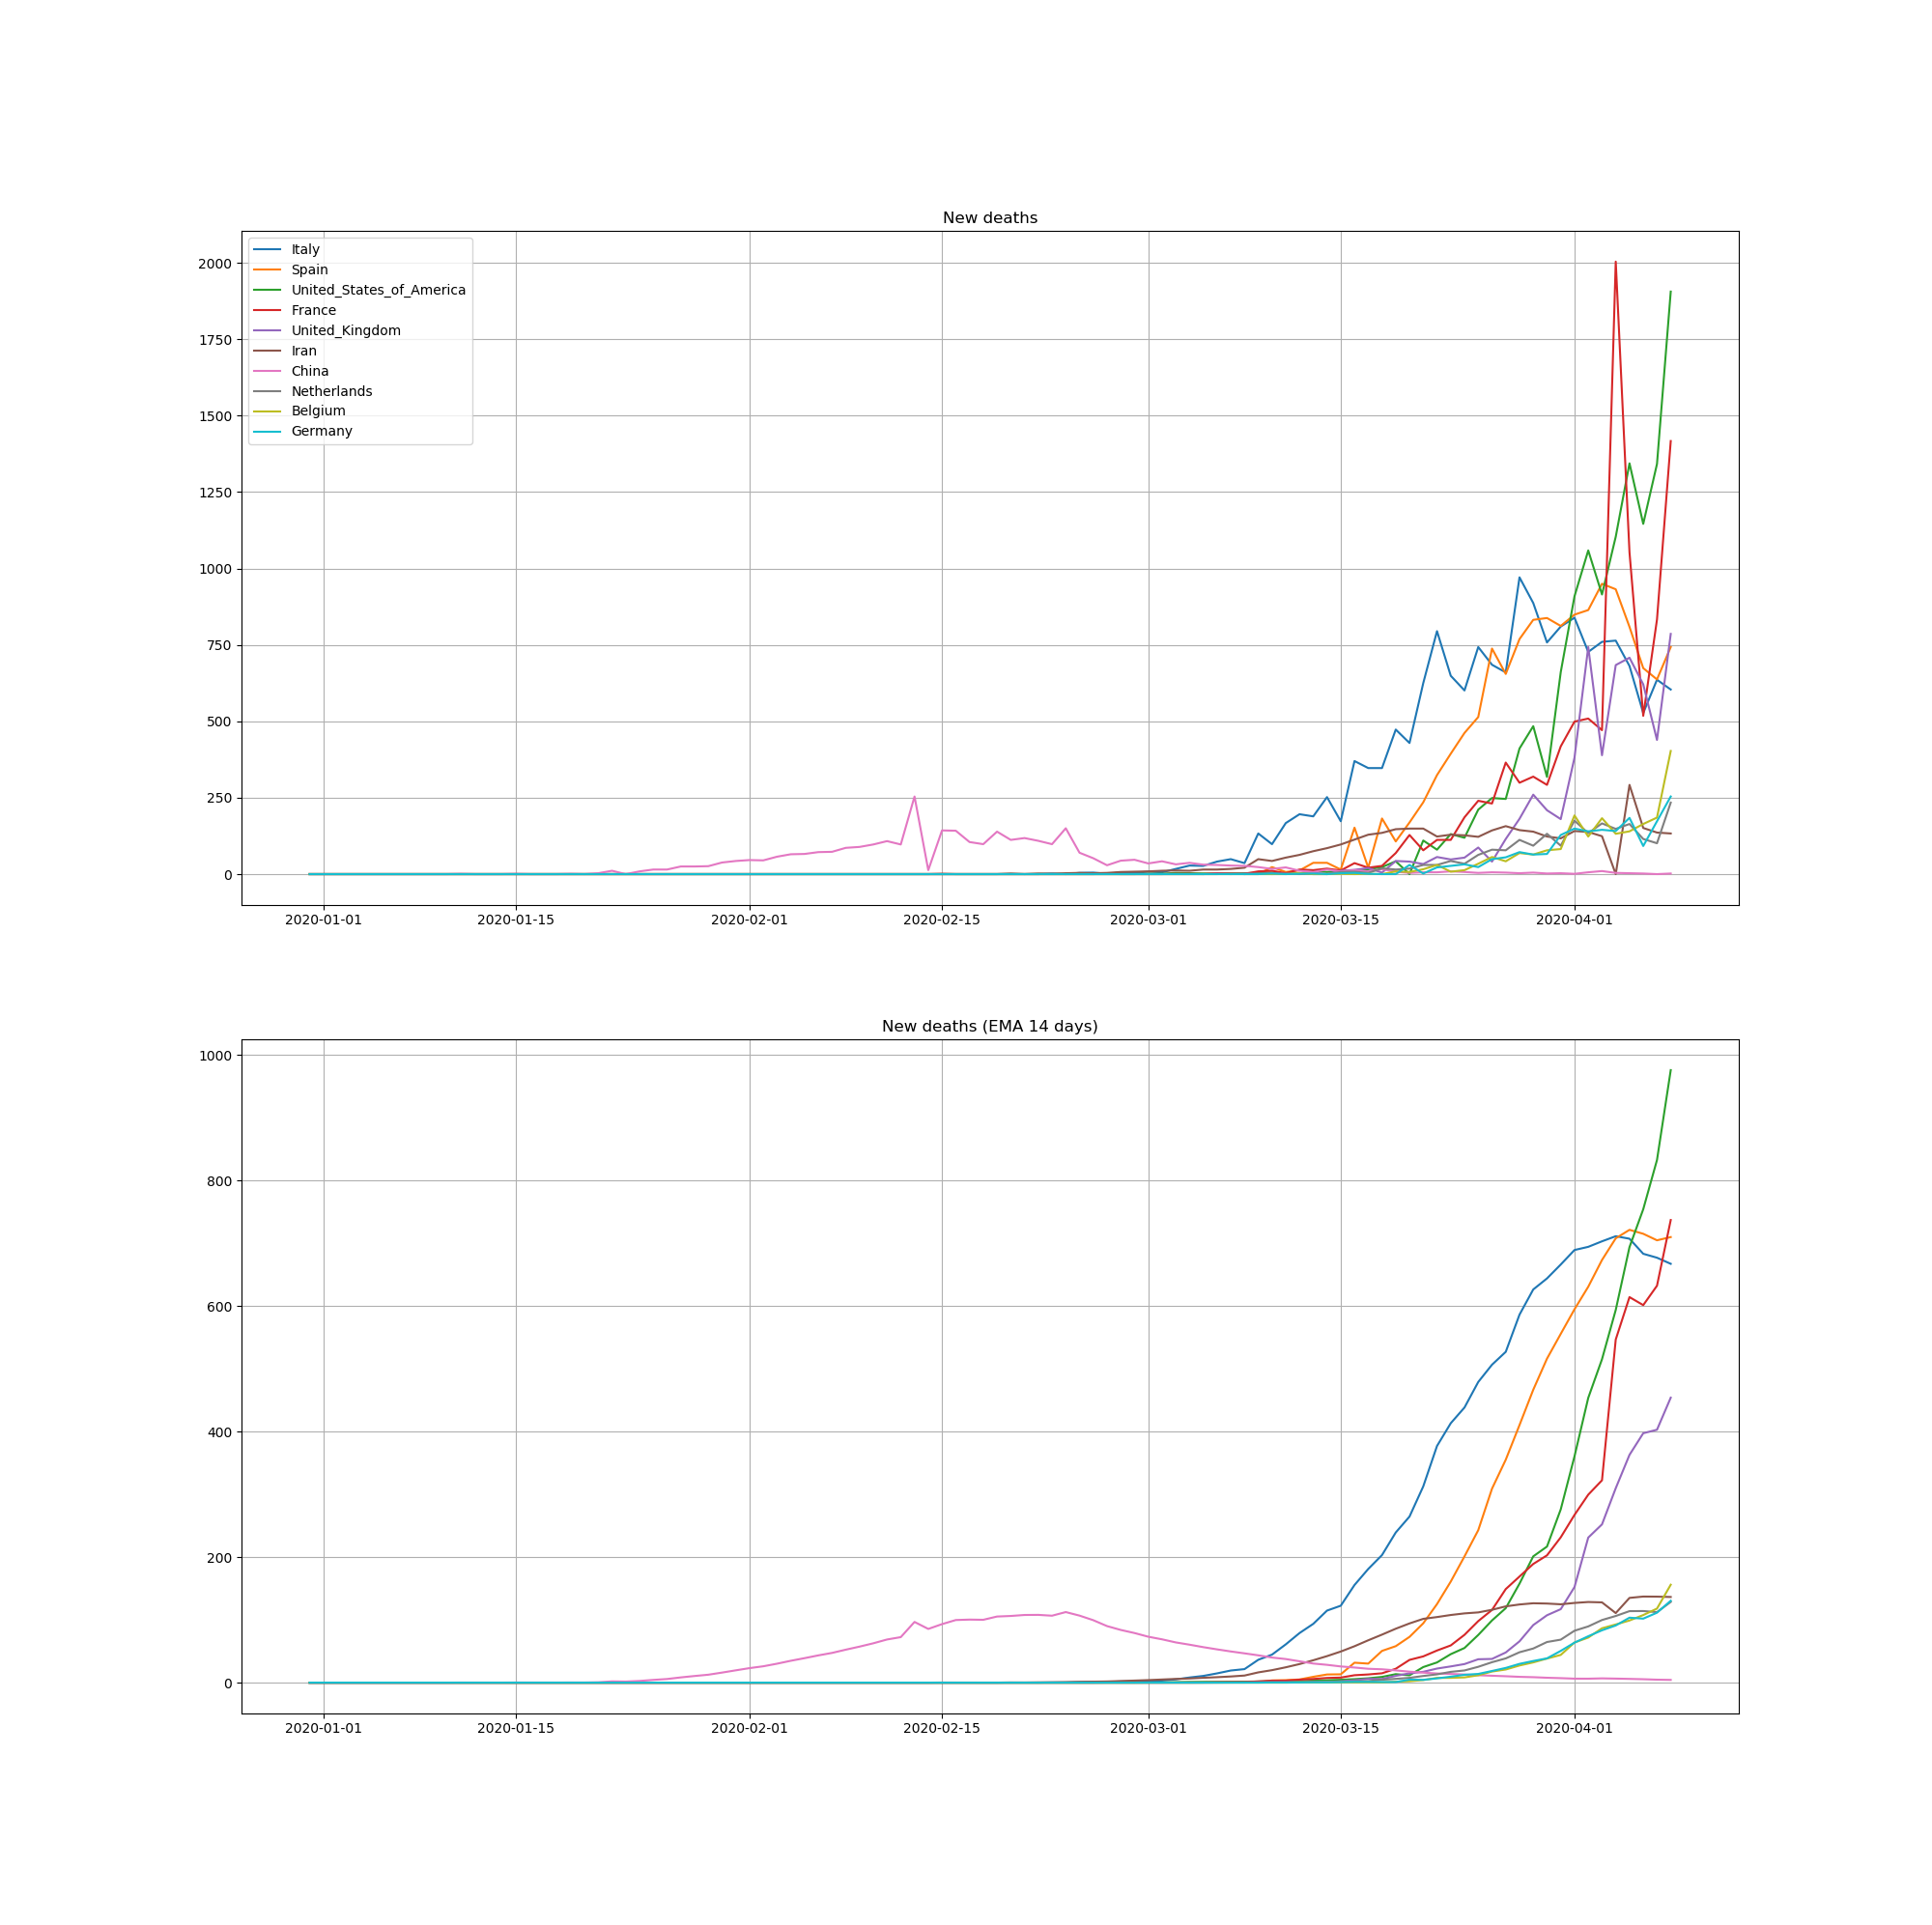 New deaths
Italy
Spain
United_States_of_America
France
United_Kingdom
Iran
China
Netherlands
Belgium
Germany
2000
1750
1500
1250
1000
750
500
250
0
2020-01-01 2020-01-15 2020-02-01 2020-02-15 2020-03-01 2020-03-15 2020-04-01
New deaths (EMA 14 days)
1000
800
600
400
200
0
2020-01-01 2020-01-15 2020-02-01 2020-02-15 2020-03-01 2020-03-15 2020-04-01